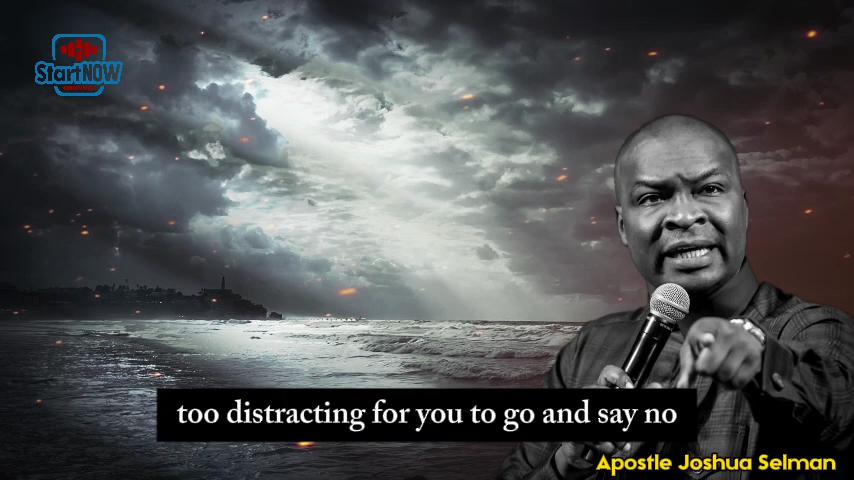 StartNOW
too distracting for you to go and say no
Apostle Joshua Selman